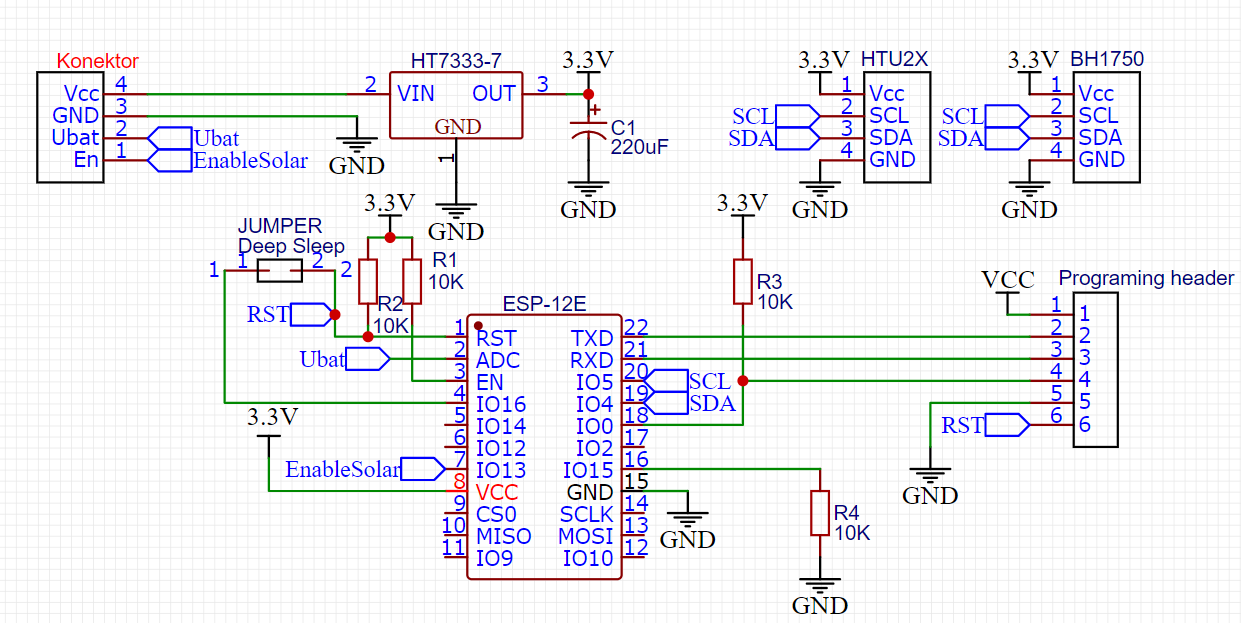 Konektor
4
Vcc
3
GND
2
Ubat
1
En
Ubat
EnableSolar
GND
HT7333-7
2
VIN
OUT
3
GND
1
GND
3.3V
+
C1
220uF
GND
3.3V
HTU2X
1
Vcc
SCL
2
SCL
SDA
3
SDA
4
GND
GND
3.3V
BH1750
1
Vcc
SCL
2
SCL
SDA
3
SDA
4
GND
GND
JUMPER
Deep Sleep
1
1
2
2
RST
3.3V
R1
10K
R2
10K
Ubat
3.3V
EnableSolar
ESP-12E
1
RST
2
ADC
3
EN
4
IO16
5
IO14
6
IO12
7
IO13
8
VCC
9
CS0
10
MISO
11
IO9
TXD
22
RXD
21
IO5
20
IO4
19
IO0
18
IO2
17
IO15
16
GND
15
SCLK
14
MOSI
13
IO10
12
SCL
SDA
GND
3.3V
R3
10K
R4
10K
GND
VCC
Programing header
1
1
2
2
3
3
4
4
5
5
RST
6
6
GND